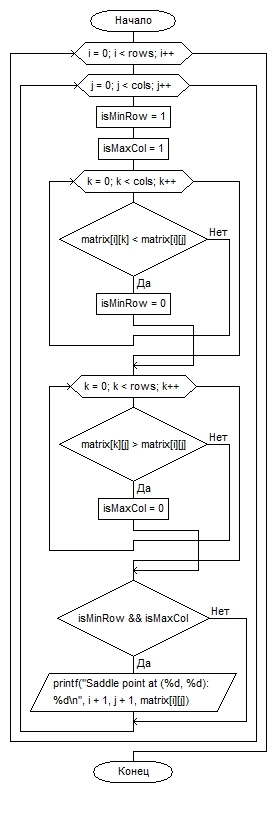 Начало
i = 0; i < rows; i++
j = 0; j < cols; j++
isMinRow = 1
isMaxCol = 1
k = 0; k < cols; k++
matrix[i][k] < matrix[i][j]
Нет
Да
isMinRow = 0
k = 0; k < rows; k++
matrix[k][j] > matrix[i][j]
Нет
Да
isMaxCol = 0
isMinRow && isMaxCol
Нет
Да
printf("Saddle point at (%d, %d):
%d\n", i + 1, j + 1, matrix[i][j])
Конец